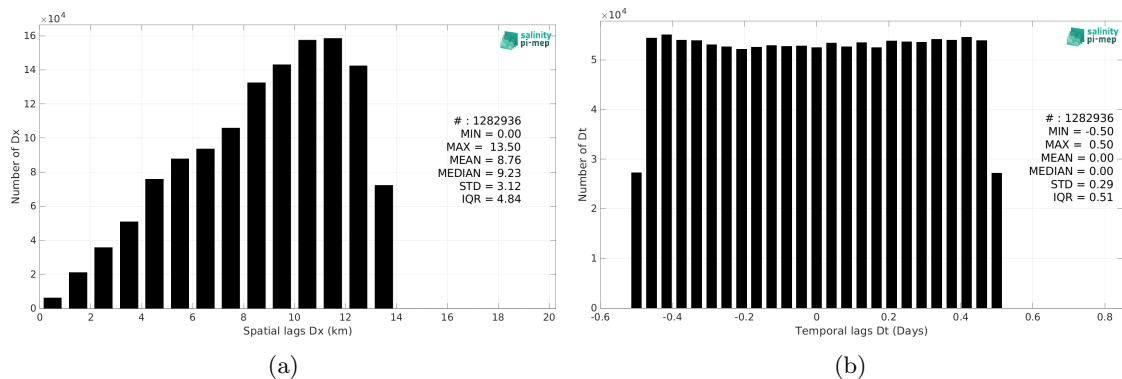 ×10⁴
16
14
12
10
8
6
4
2
0
Number of Dx
salinity
pi-mep
# : 1282936
MIN = 0.00
MAX = 13.50
MEAN = 8.76
MEDIAN = 9.23
STD = 3.12
IQR = 4.84
0 2 4 6 8 10 12 14 16 18 20
Spatial lags Dx (km)
(a)
×10⁴
5
4
3
2
1
0
Number of Dt
salinity
pi-mep
# : 1282936
MIN = -0.50
MAX = 0.50
MEAN = 0.00
MEDIAN = 0.00
STD = 0.29
IQR = 0.51
-0.6 -0.4 -0.2 0 0.2 0.4 0.6 0.8
Temporal lags Dt (Days)
(b)